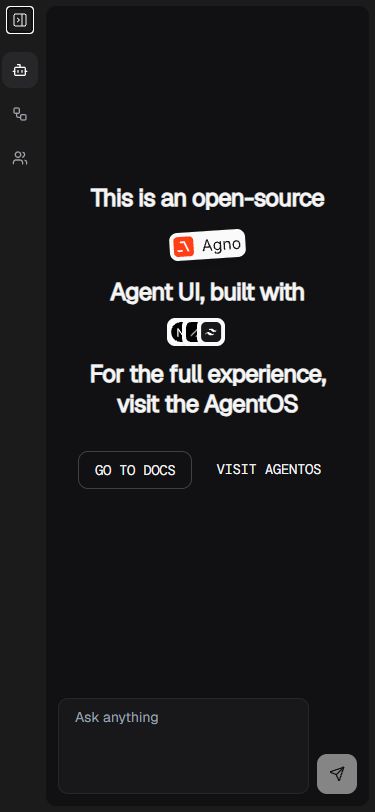 This is an open-source
Agno
Agent UI, built with
For the full experience,
visit the AgentOS
GO TO DOCS
VISIT AGENTOS
Ask anything